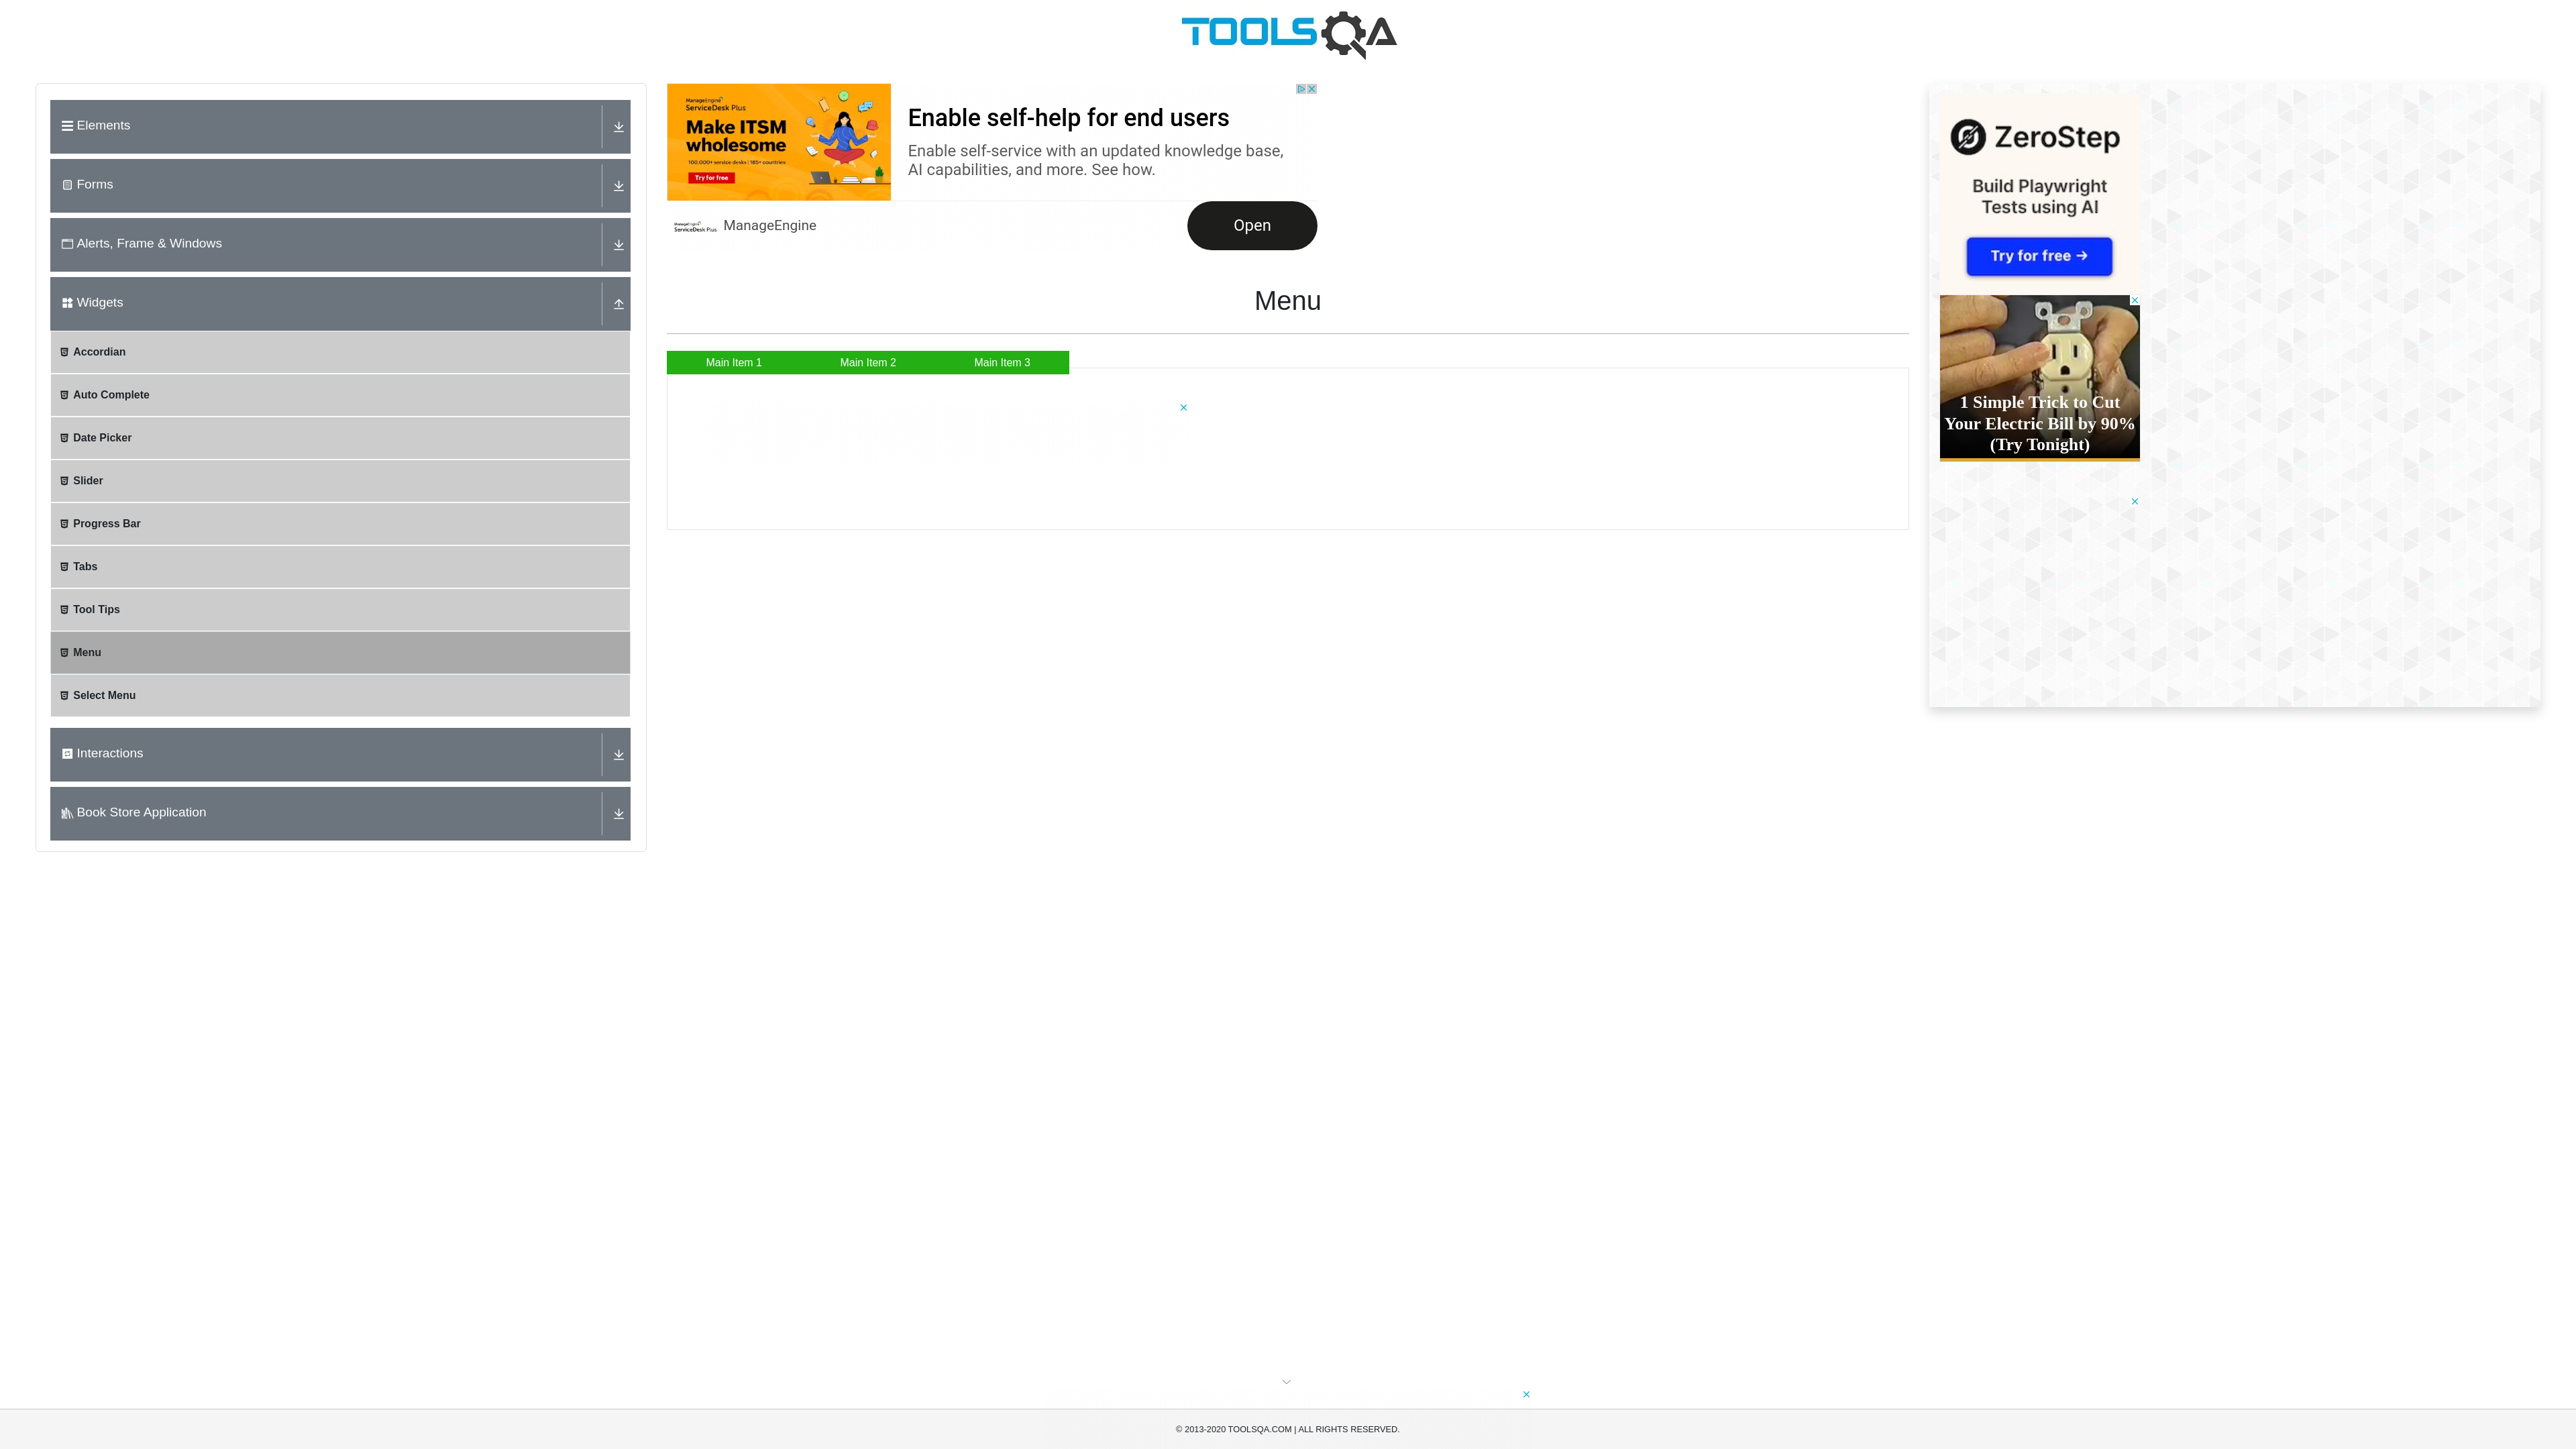 TOOLSQA
Elements
Forms
Alerts, Frame & Windows
Widgets
Accordian
Auto Complete
Date Picker
Slider
Progress Bar
Tabs
Tool Tips
Menu
Select Menu
Interactions
Book Store Application
ManageEngine
ServiceDesk Plus
Make ITSM
wholesome
100,000+ service desks | 185+ countries
Try for free
Enable self-help for end users
Enable self-service with an updated knowledge base,
AI capabilities, and more. See how.
ManageEngine
ServiceDesk Plus
ManageEngine
Open
Menu
Main Item 1
Main Item 2
Main Item 3
ZeroStep
Build Playwright
Tests using AI
Try for free →
1 Simple Trick to Cut
Your Electric Bill by 90%
(Try Tonight)
© 2013-2020 TOOLSQA.COM | ALL RIGHTS RESERVED.